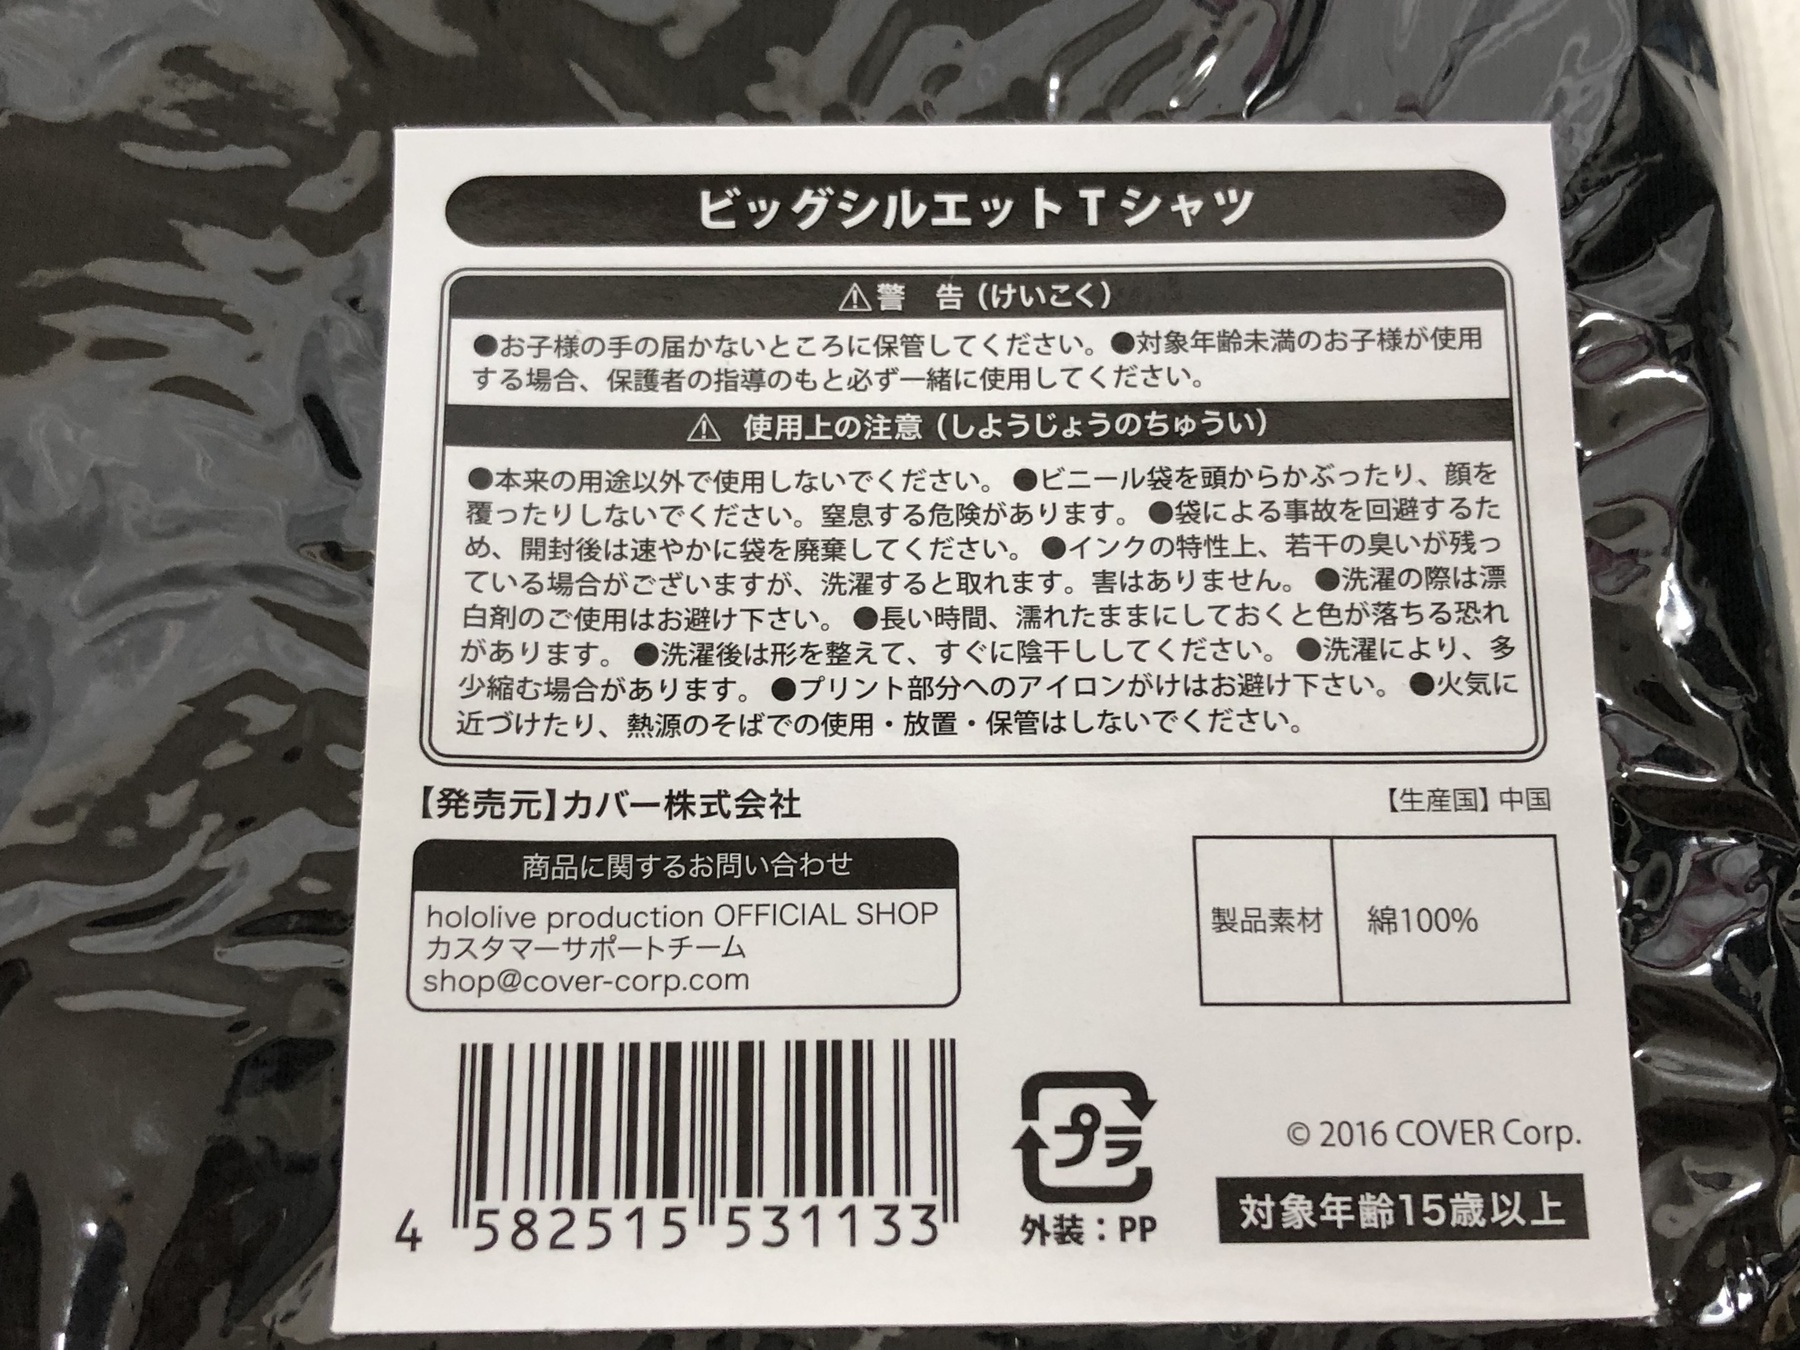 ビッグシルエットTシャツ
⚠警 告(けいこく)
●お子様の手の届かないところに保管してください。●対象年齢未満のお子様が使用
する場合、保護者の指導のもと必ず一緒に使用してください。
⚠ 使用上の注意(しようじょうのちゅうい)
●本来の用途以外で使用しないでください。●ビニール袋を頭からかぶったり、顔を
覆ったりしないでください。窒息する危険があります。●袋による事故を回避するた
め、開封後は速やかに袋を廃棄してください。●インクの特性上、若干の臭いが残っ
ている場合がございますが、洗濯すると取れます。害はありません。●洗濯の際は漂
白剤のご使用はお避け下さい。●長い時間、濡れたままにしておくと色が落ちる恐れ
があります。●洗濯後は形を整えて、すぐに陰干ししてください。●洗濯により、多
少縮む場合があります。●プリント部分へのアイロンがけはお避け下さい。●火気に
近づけたり、熱源のそばでの使用・放置・保管はしないでください。
【発売元】カバー株式会社
【生産国】中国
商品に関するお問い合わせ
hololive production OFFICIAL SHOP
カスタマーサポートチーム
shop@cover-corp.com
製品素材 綿100%
4 582515 531133
プラ
外装：PP
© 2016 COVER Corp.
対象年齢15歳以上